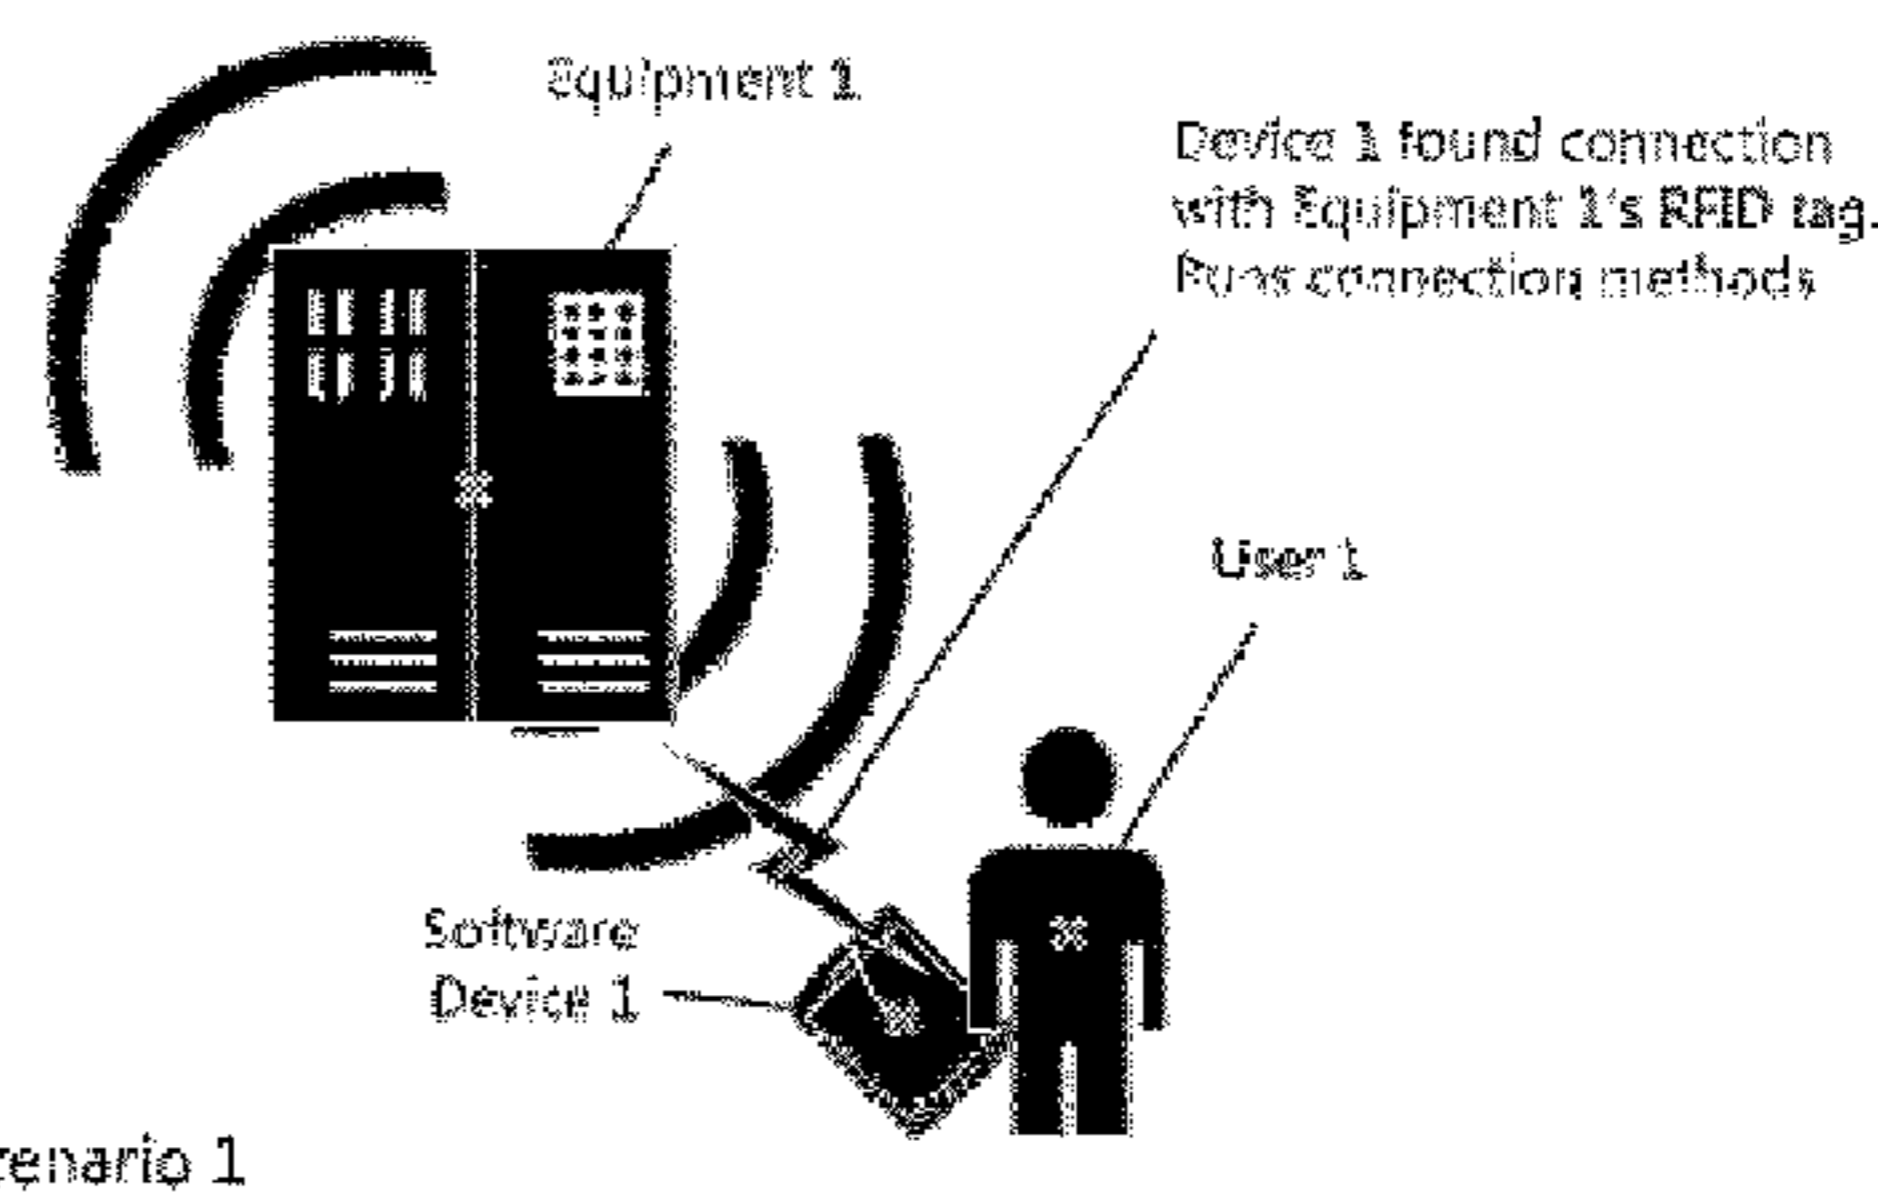 Equipment 1
Device 1 found connection
with Equipment 1's RFID tag.
Runs connection methods
User 1
Software
Device 1
cenario 1